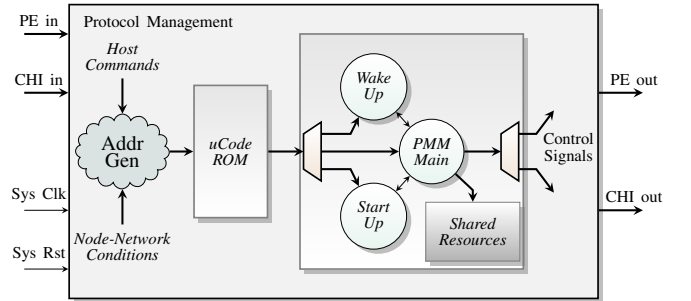 PE in
Protocol Management
Host
Commands
CHI in
Addr
Gen
uCode
ROM
Wake
Up
PMM
Main
Start
Up
Shared
Resources
Control
Signals
PE out
CHI out
Sys Clk
Node-Network
Conditions
Sys Rst